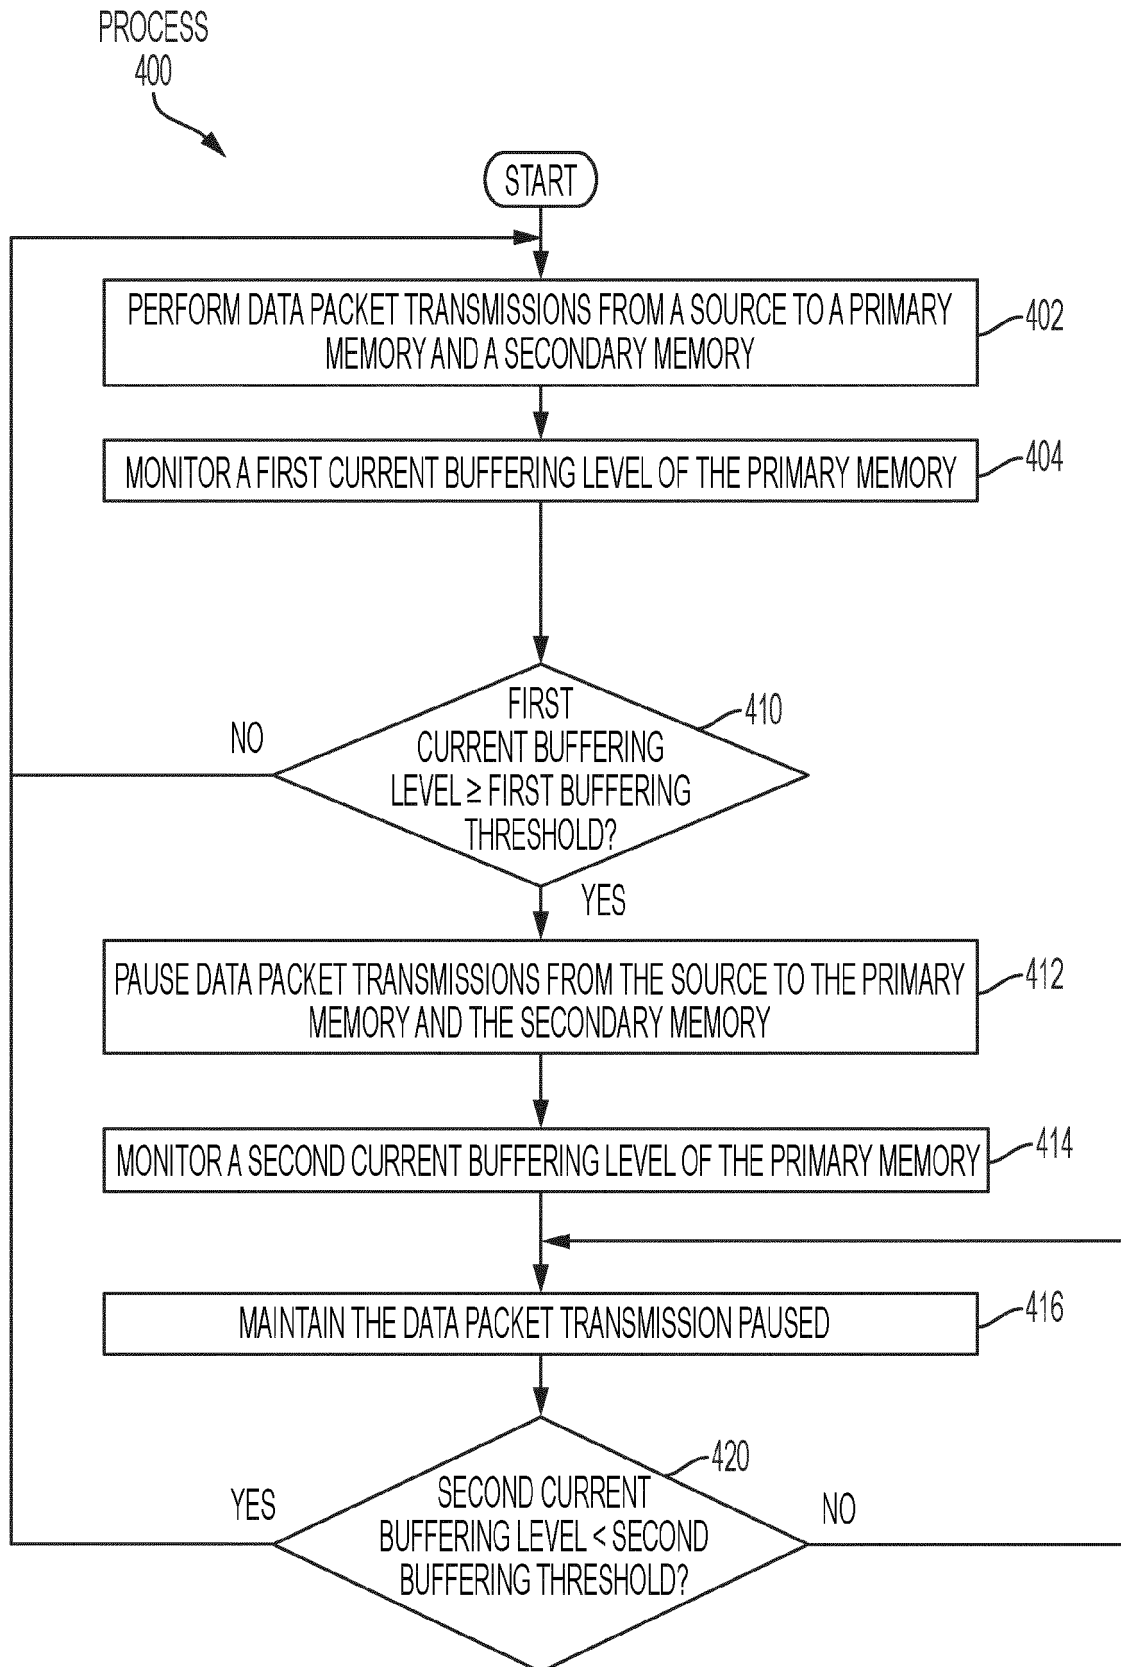 PROCESS
400
START
PERFORM DATA PACKET TRANSMISSIONS FROM A SOURCE TO A PRIMARY
MEMORY AND A SECONDARY MEMORY
402
MONITOR A FIRST CURRENT BUFFERING LEVEL OF THE PRIMARY MEMORY
404
FIRST
CURRENT BUFFERING
LEVEL ≥ FIRST BUFFERING
THRESHOLD?
410
NO
YES
PAUSE DATA PACKET TRANSMISSIONS FROM THE SOURCE TO THE PRIMARY
MEMORY AND THE SECONDARY MEMORY
412
MONITOR A SECOND CURRENT BUFFERING LEVEL OF THE PRIMARY MEMORY
414
MAINTAIN THE DATA PACKET TRANSMISSION PAUSED
416
SECOND CURRENT
BUFFERING LEVEL < SECOND
BUFFERING THRESHOLD?
420
YES
NO